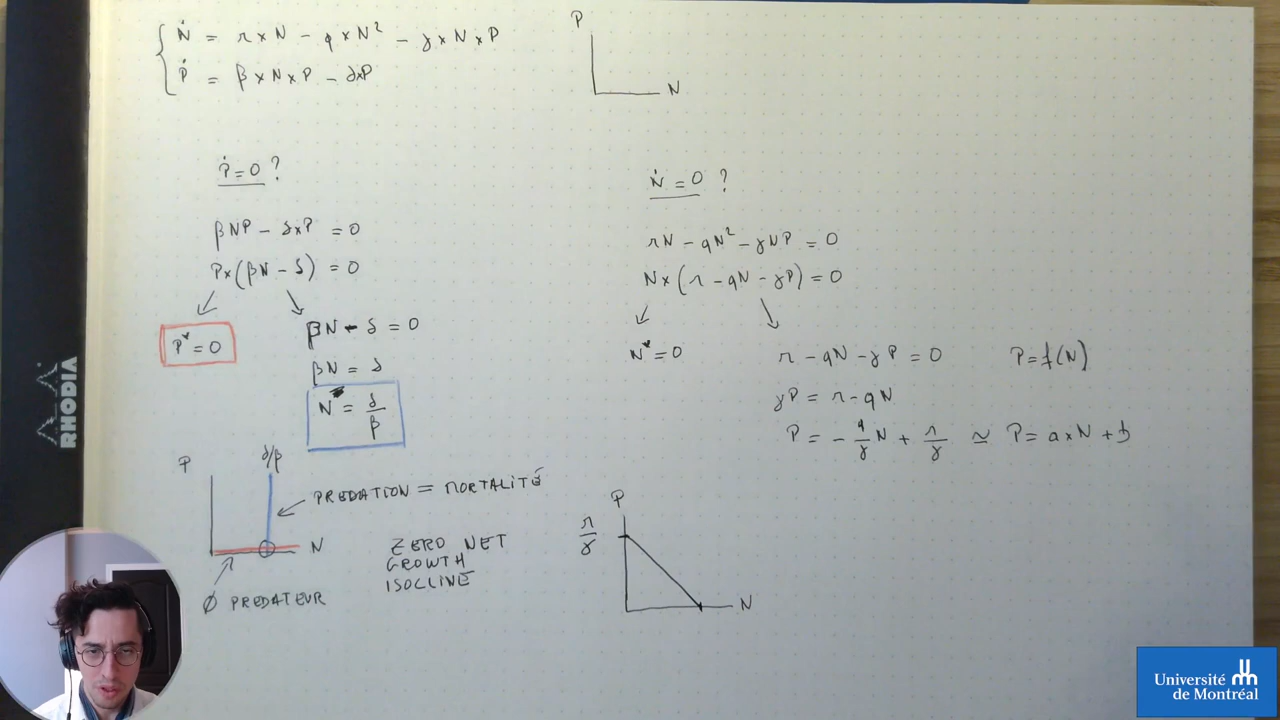 Ṅ = r×N - q×N² - γ×N×P
Ṗ = β×N×P - δ×P
P
N
Ṗ=0 ?
βNP - δ×P = 0
P×(βN - δ) = 0
P*=0
βN - δ = 0
βN = δ
N* = δ/β
P
δ/β
N
PREDATION = MORTALITÉ
Ø PREDATEUR
ZERO NET
GROWTH
ISOCLINE
Ṅ = 0 ?
rN - qN² - γNP = 0
N×(r - qN - γP) = 0
N*=0
r - qN - γP = 0
P=f(N)
γP = r - qN
P = - q/γ N + r/γ ≃ P = a×N + b
P
r/γ
N
RHODIA
Université
de Montréal